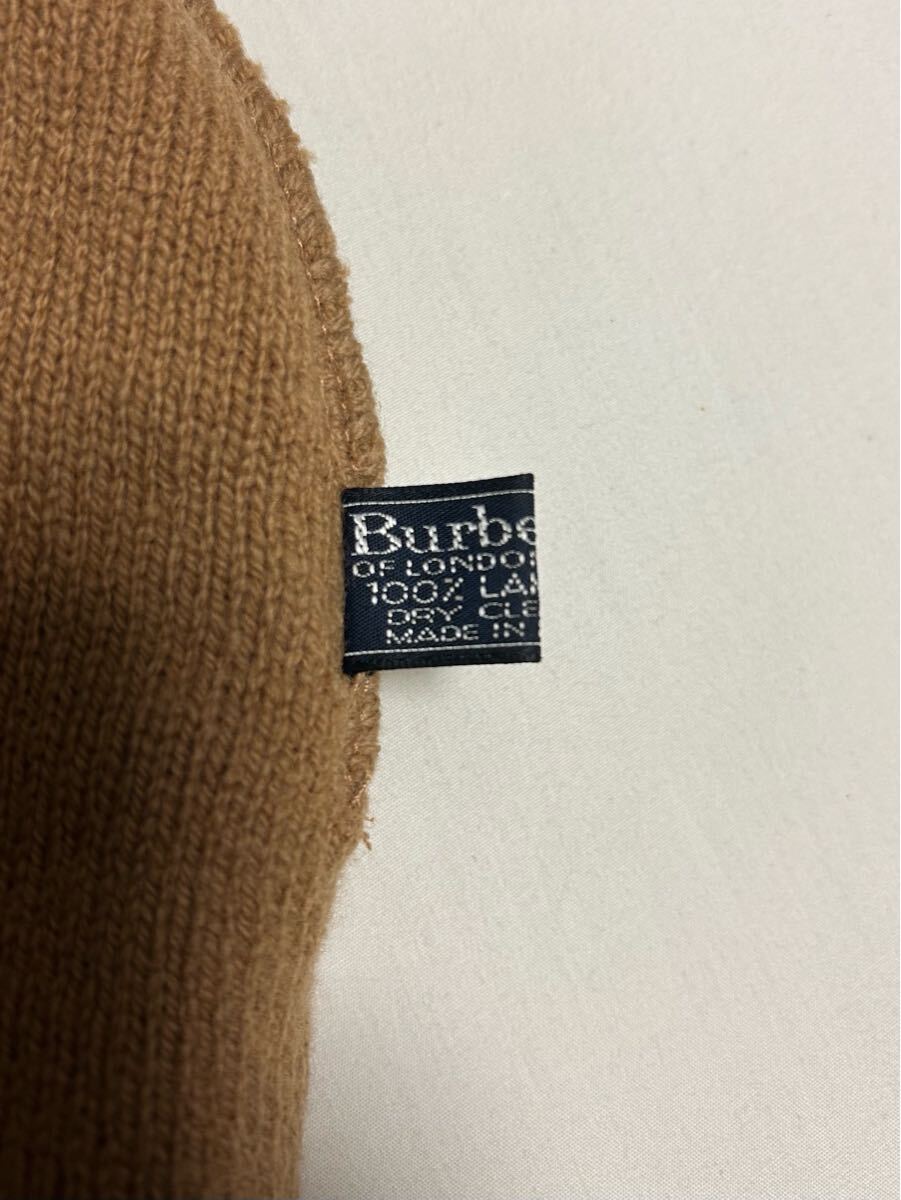 Burbe
OF LONDO
100% LA
DRY CLE
MADE IN